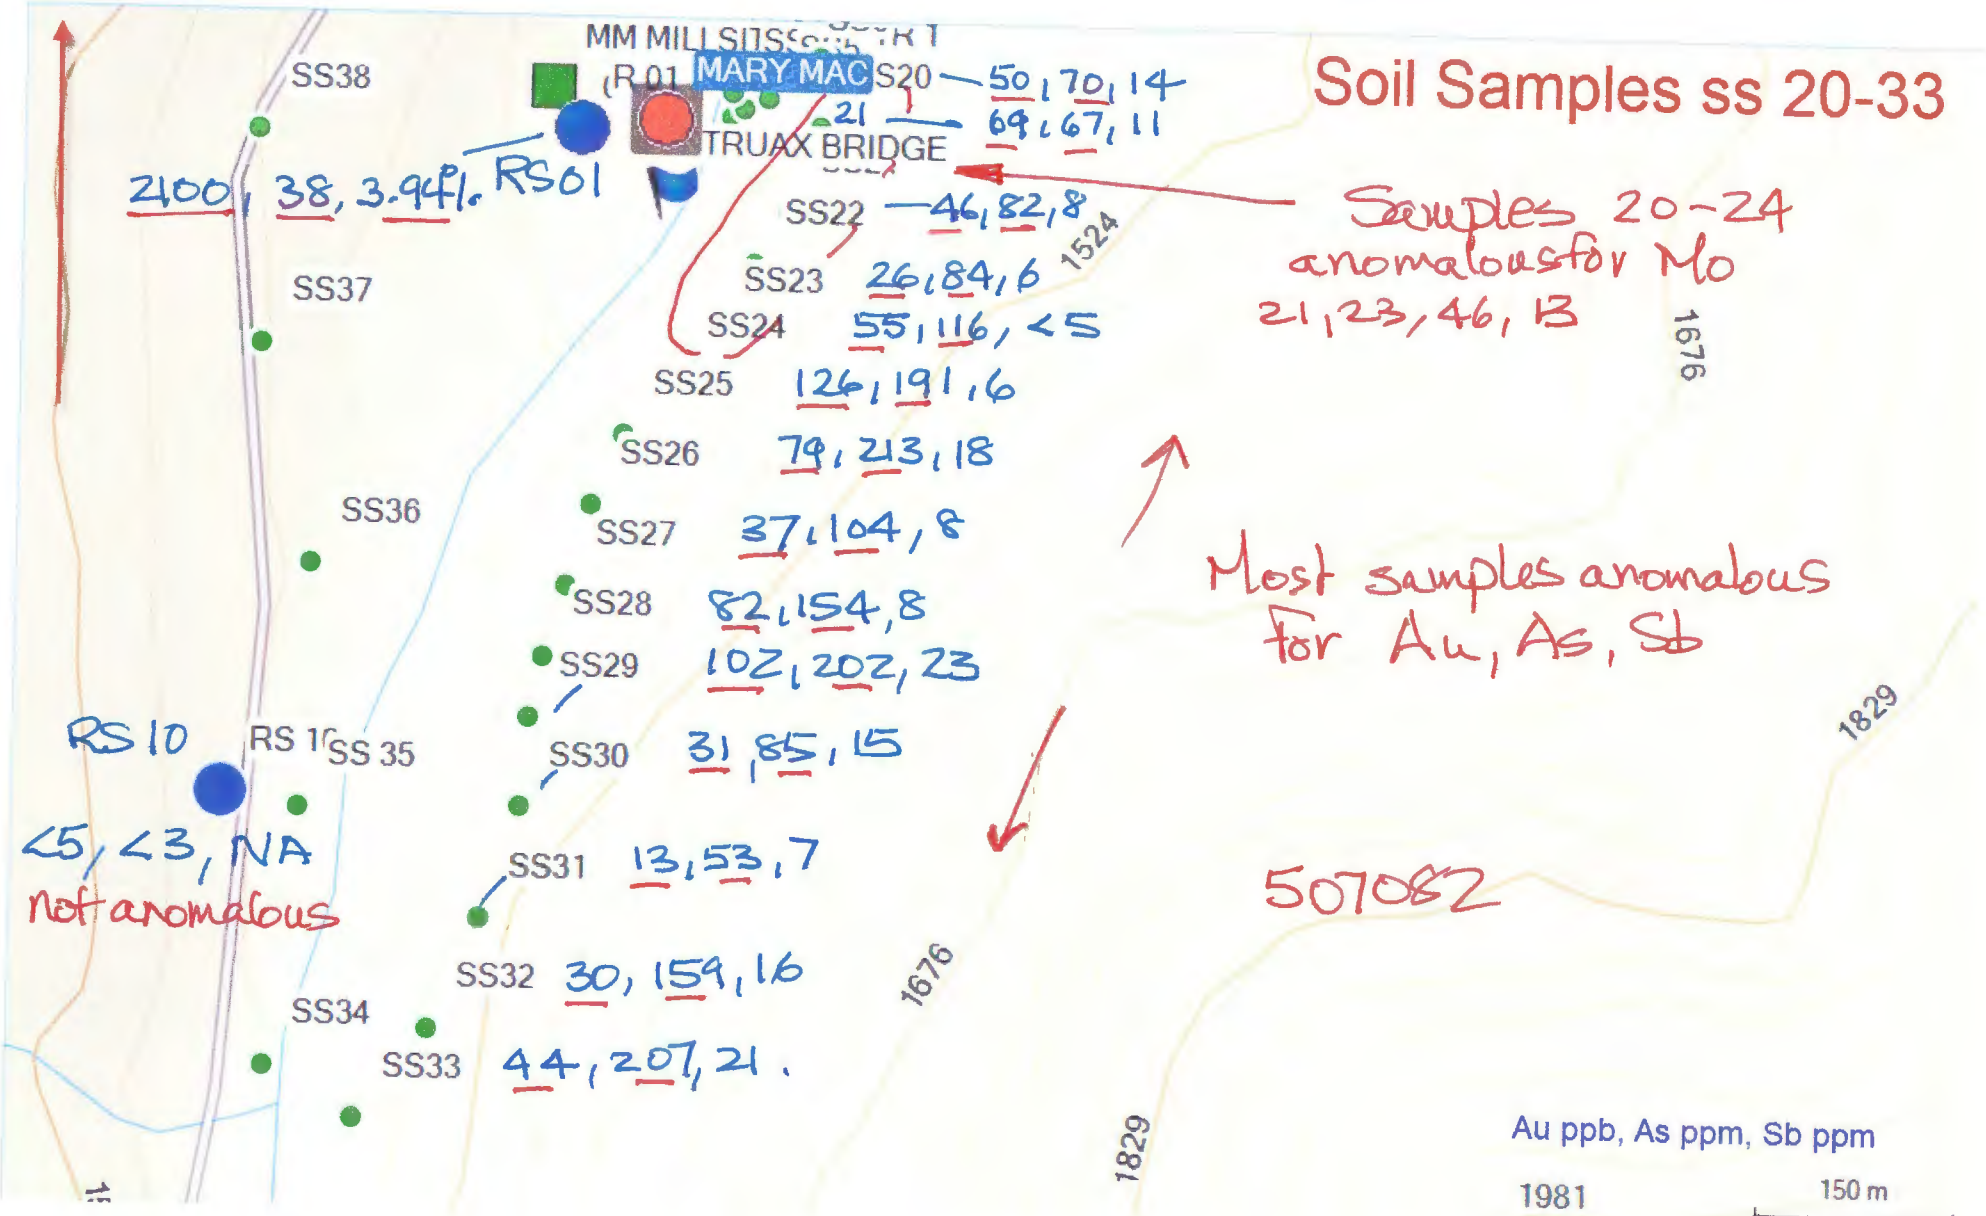 MM MILLSITES
SS38
(R 01 MARY MAC S20 50, 70, 14
Soil Samples ss 20-33
21 69, 67, 11
TRUAX BRIDGE
2100, 38, 3.94%. RS01
SS22 46, 82, 8
1524
Samples 20-24
anomalous for Mo
21, 23, 46, 13
SS37
SS23 26, 84, 6
SS24 55, 116, <5
1676
SS25 126, 191, 6
SS26 79, 213, 18
SS36
SS27 37, 104, 8
Most samples anomalous
for Au, As, Sb
SS28 82, 154, 8
SS29 102, 202, 23
1829
RS 10
SS 35
SS30 31, 85, 15
<5, <3, NA
not anomalous
SS31 13, 53, 7
507082
SS32 30, 159, 16
1676
SS34
SS33 44, 207, 21.
1829
Au ppb, As ppm, Sb ppm
1981
150 m